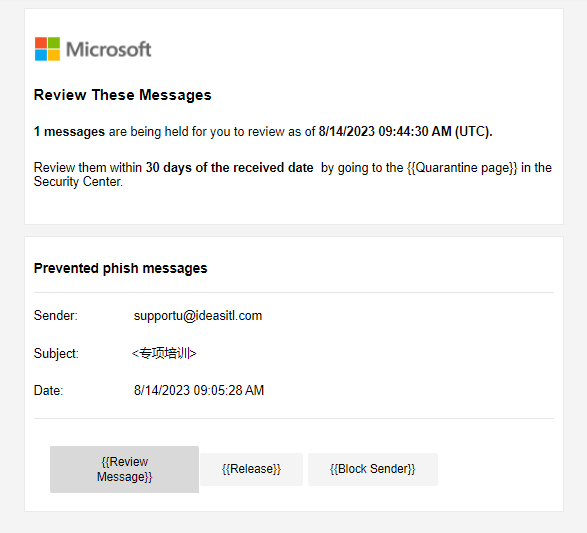 Microsoft
Review These Messages
1 messages are being held for you to review as of 8/14/2023 09:44:30 AM (UTC).
Review them within 30 days of the received date by going to the {{Quarantine page}} in the
Security Center.
Prevented phish messages
Sender: supportu@ideasitl.com
Subject: <专项培训>
Date: 8/14/2023 09:05:28 AM
{{Review
Message}}
{{Release}}
{{Block Sender}}